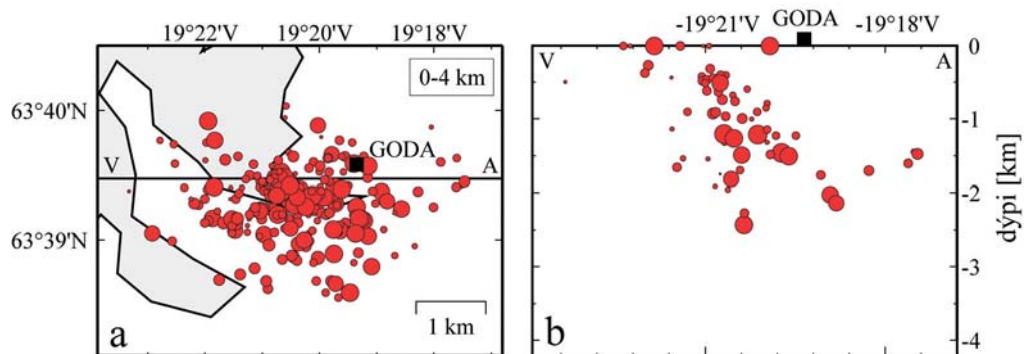 19°22'V 19°20'V 19°18'V
0-4 km
63°40'N
GODA
V A
63°39'N
1 km
a
-19°21'V GODA -19°18'V
V A
0
-1
-2
-3
-4
dýpi [km]
b